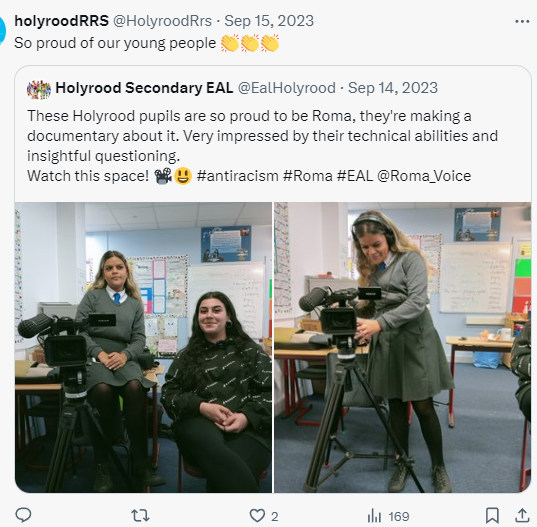 holyroodRRS @HolyroodRrs · Sep 15, 2023
So proud of our young people 👏👏👏
Holyrood Secondary EAL @EalHolyrood · Sep 14, 2023
These Holyrood pupils are so proud to be Roma, they're making a
documentary about it. Very impressed by their technical abilities and
insightful questioning.
Watch this space! 🎥😃 #antiracism #Roma #EAL @Roma_Voice
2
169